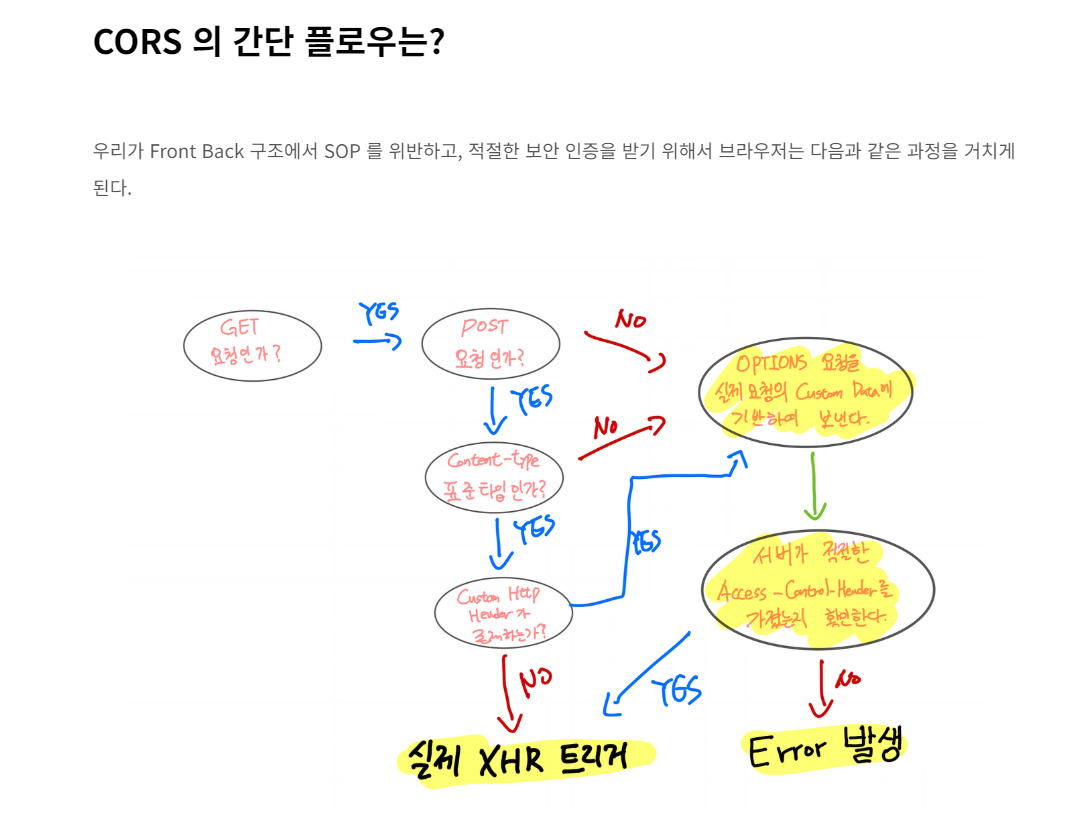 CORS 의 간단 플로우는?
우리가 Front Back 구조에서 SOP 를 위반하고, 적절한 보안 인증을 받기 위해서 브라우저는 다음과 같은 과정을 거치게
된다.
GET
요청인가?
YES
POST
요청인가?
NO
OPTIONS 요청을
실제 요청의 Custom Data에
기반하여 보낸다.
YES
NO
Content-type
표준타입인가?
YES
YES
서버가 적절한
Access-Control-Header를
가졌는지 확인한다.
Custom Http
Header가
존재하는가?
NO
YES
NO
실제 XHR 트리거
Error 발생